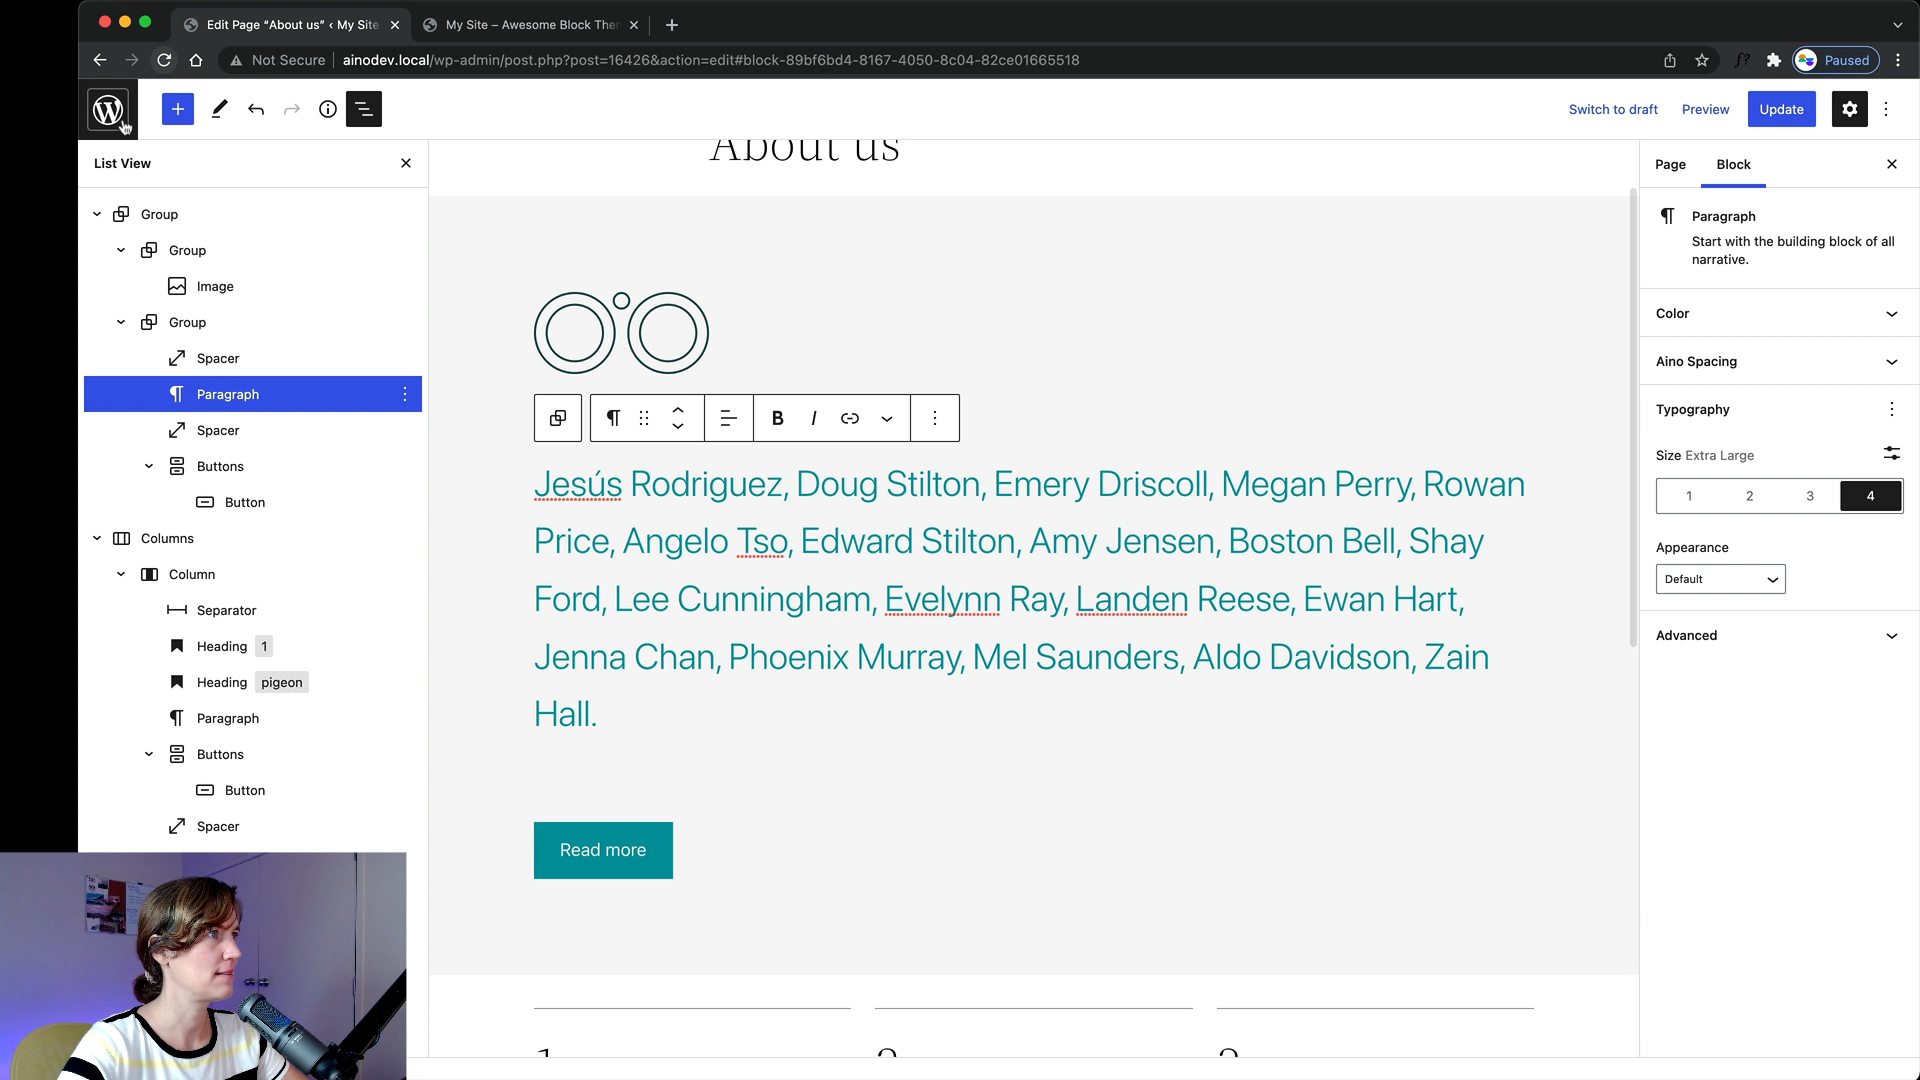 Edit Page “About us” ‹ My Site
My Site – Awesome Block The
Not Secure
ainodev.local/wp-admin/post.php?post=16426&action=edit#block-89bf6bd4-8167-4050-8c04-82ce01665518
Paused
Switch to draft
Preview
Update
List View
Group
Group
Image
Group
Spacer
Paragraph
Spacer
Buttons
Button
Columns
Column
Separator
Heading 1
Heading pigeon
Paragraph
Buttons
Button
Spacer
About us
B I
Jesús Rodriguez, Doug Stilton, Emery Driscoll, Megan Perry, Rowan
Price, Angelo Tso, Edward Stilton, Amy Jensen, Boston Bell, Shay
Ford, Lee Cunningham, Evelynn Ray, Landen Reese, Ewan Hart,
Jenna Chan, Phoenix Murray, Mel Saunders, Aldo Davidson, Zain
Hall.
Read more
Page Block
Paragraph
Start with the building block of all
narrative.
Color
Aino Spacing
Typography
Size Extra Large
1 2 3 4
Appearance
Default
Advanced